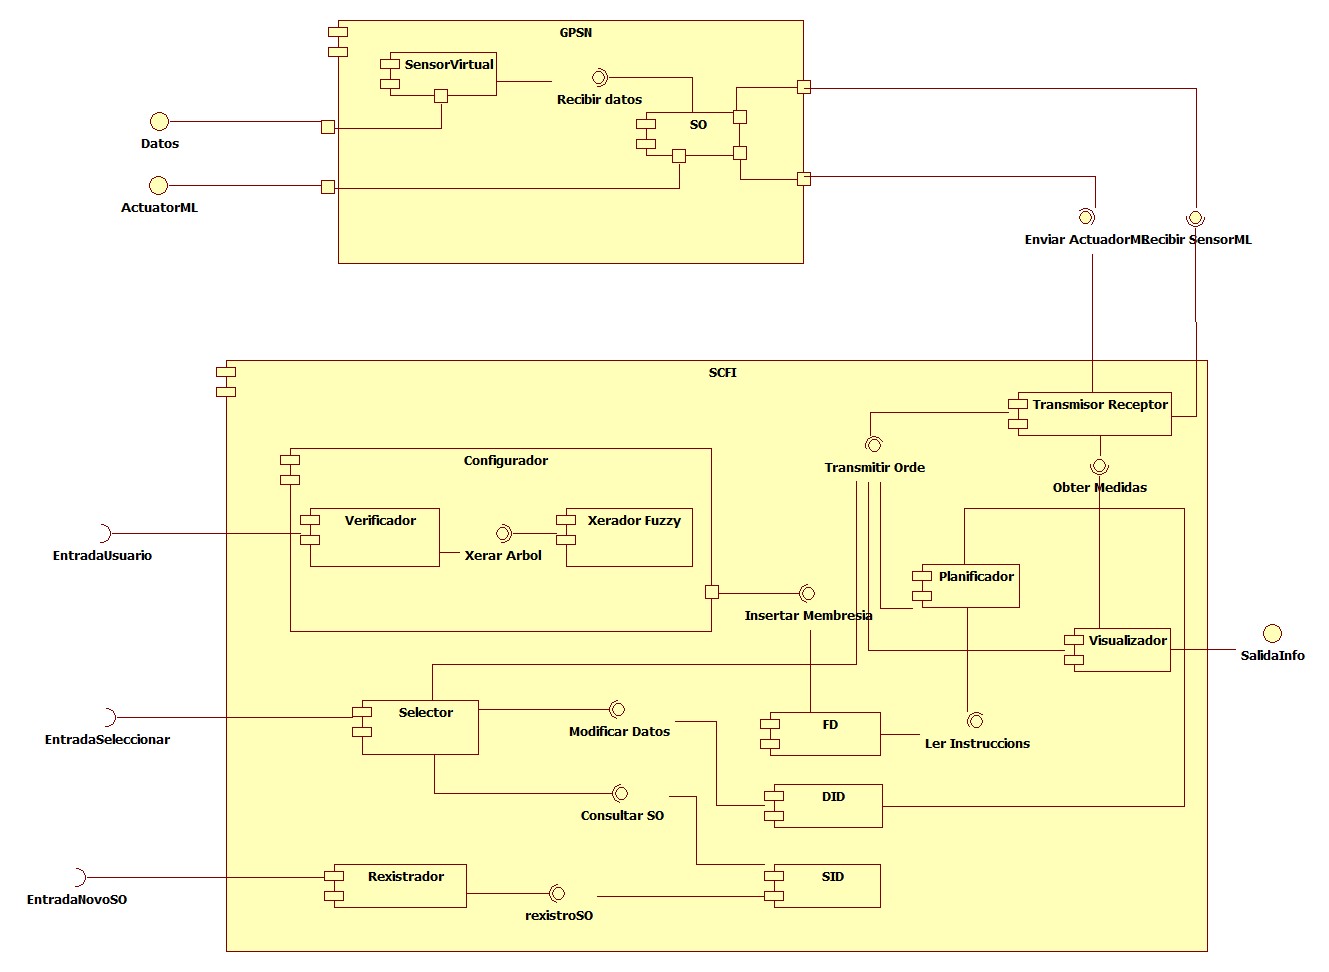 GPSN
SensorVirtual
Recibir datos
SO
Datos
ActuatorML
Enviar ActuadorML
Recibir SensorML
SCFI
Transmisor Receptor
Configurador
Transmitir Orde
Obter Medidas
Verificador
Xerador Fuzzy
EntradaUsuario
Xerar Arbol
Planificador
Insertar Membresia
Visualizador
SalidaInfo
Selector
EntradaSeleccionar
Modificar Datos
FD
Ler Instruccions
DID
Consultar SO
Rexistrador
SID
EntradaNovoSO
rexistroSO